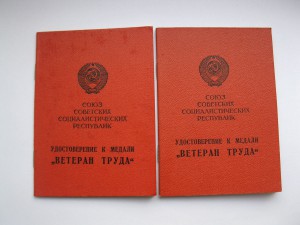 СОЮЗ
СОВЕТСКИХ
СОЦИАЛИСТИЧЕСКИХ
РЕСПУБЛИК
УДОСТОВЕРЕНИЕ К МЕДАЛИ
„ВЕТЕРАН ТРУДА“
СОЮЗ
СОВЕТСКИХ
СОЦИАЛИСТИЧЕСКИХ
РЕСПУБЛИК
УДОСТОВЕРЕНИЕ К МЕДАЛИ
„ВЕТЕРАН ТРУДА“